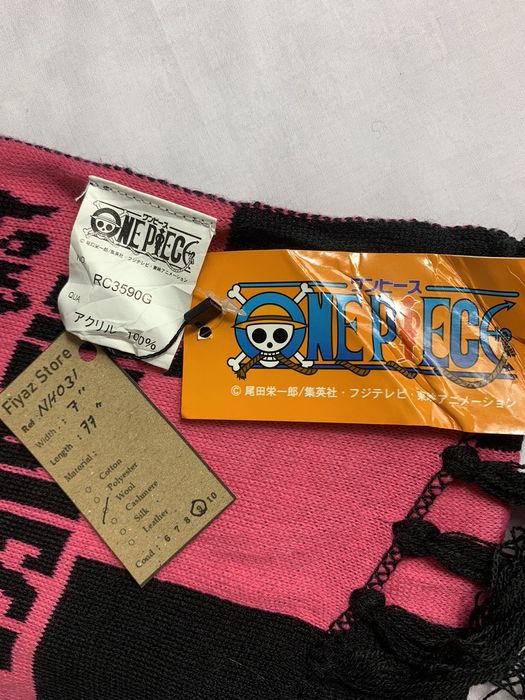 ワンピース
ONE PIECE
© 尾田栄一郎/集英社・フジテレビ・東映アニメーション
NO. RC3590G
QUA. アクリル 100%
ワンピース
ONE PIECE
© 尾田栄一郎/集英社・フジテレビ・東映アニメーション
Fiyaz Store
Ref NH031
Width : 7"
Length : 77"
Material :
Cotton
Polyester
Wool
Cashmere
Silk
Leather
Cond : 6 7 8 9 10